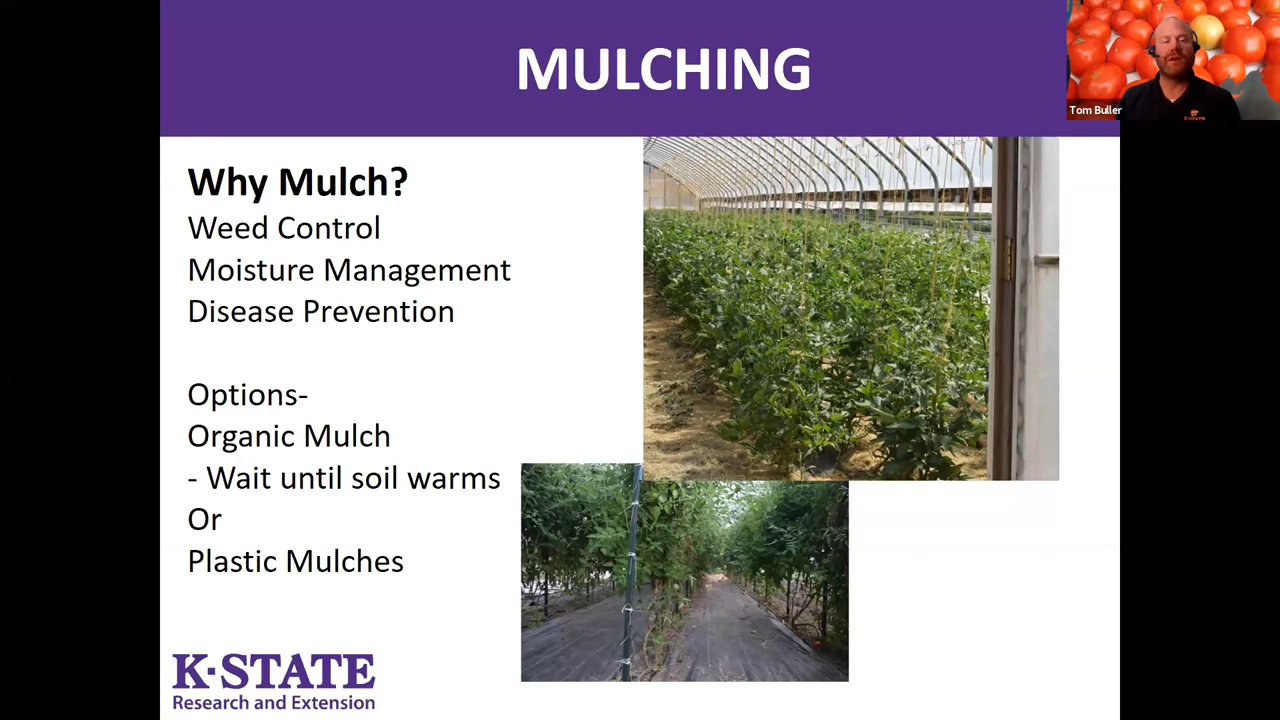 MULCHING
Tom Buller
Why Mulch?
Weed Control
Moisture Management
Disease Prevention
Options-
Organic Mulch
- Wait until soil warms
Or
Plastic Mulches
K·STATE
Research and Extension